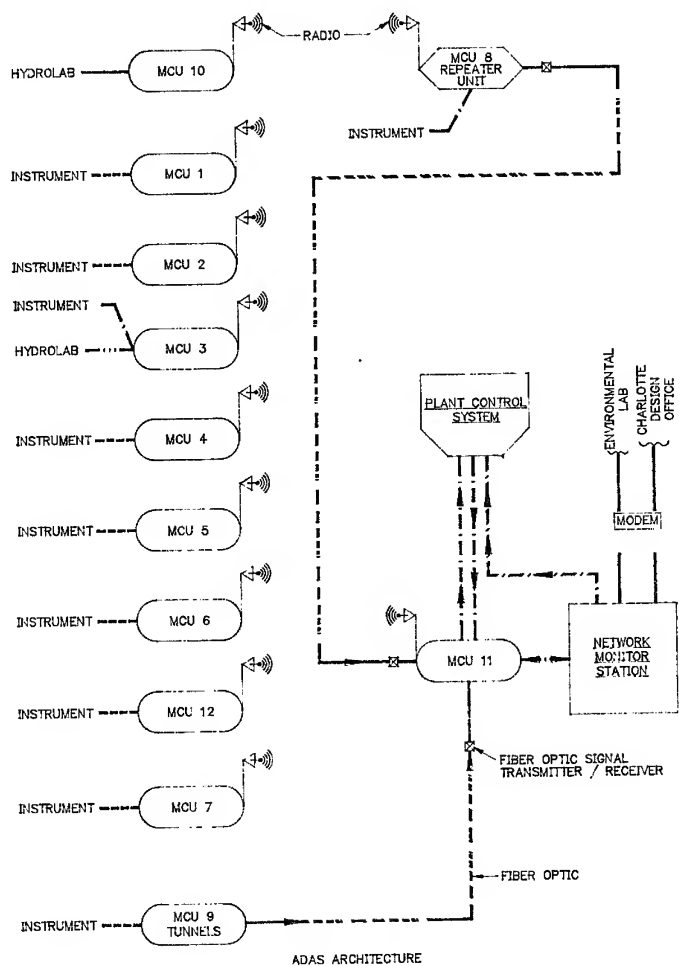 RADIO
HYDROLAB
MCU 10
MCU 8
REPEATER
UNIT
INSTRUMENT
INSTRUMENT
MCU 1
INSTRUMENT
MCU 2
INSTRUMENT
HYDROLAB
MCU 3
INSTRUMENT
MCU 4
INSTRUMENT
MCU 5
INSTRUMENT
MCU 6
INSTRUMENT
MCU 12
INSTRUMENT
MCU 7
INSTRUMENT
MCU 9
TUNNELS
PLANT CONTROL
SYSTEM
ENVIRONMENTAL
LAB
CHARLOTTE
DESIGN
OFFICE
MODEM
MCU 11
NETWORK
MONITOR
STATION
FIBER OPTIC SIGNAL
TRANSMITTER / RECEIVER
FIBER OPTIC
ADAS ARCHITECTURE